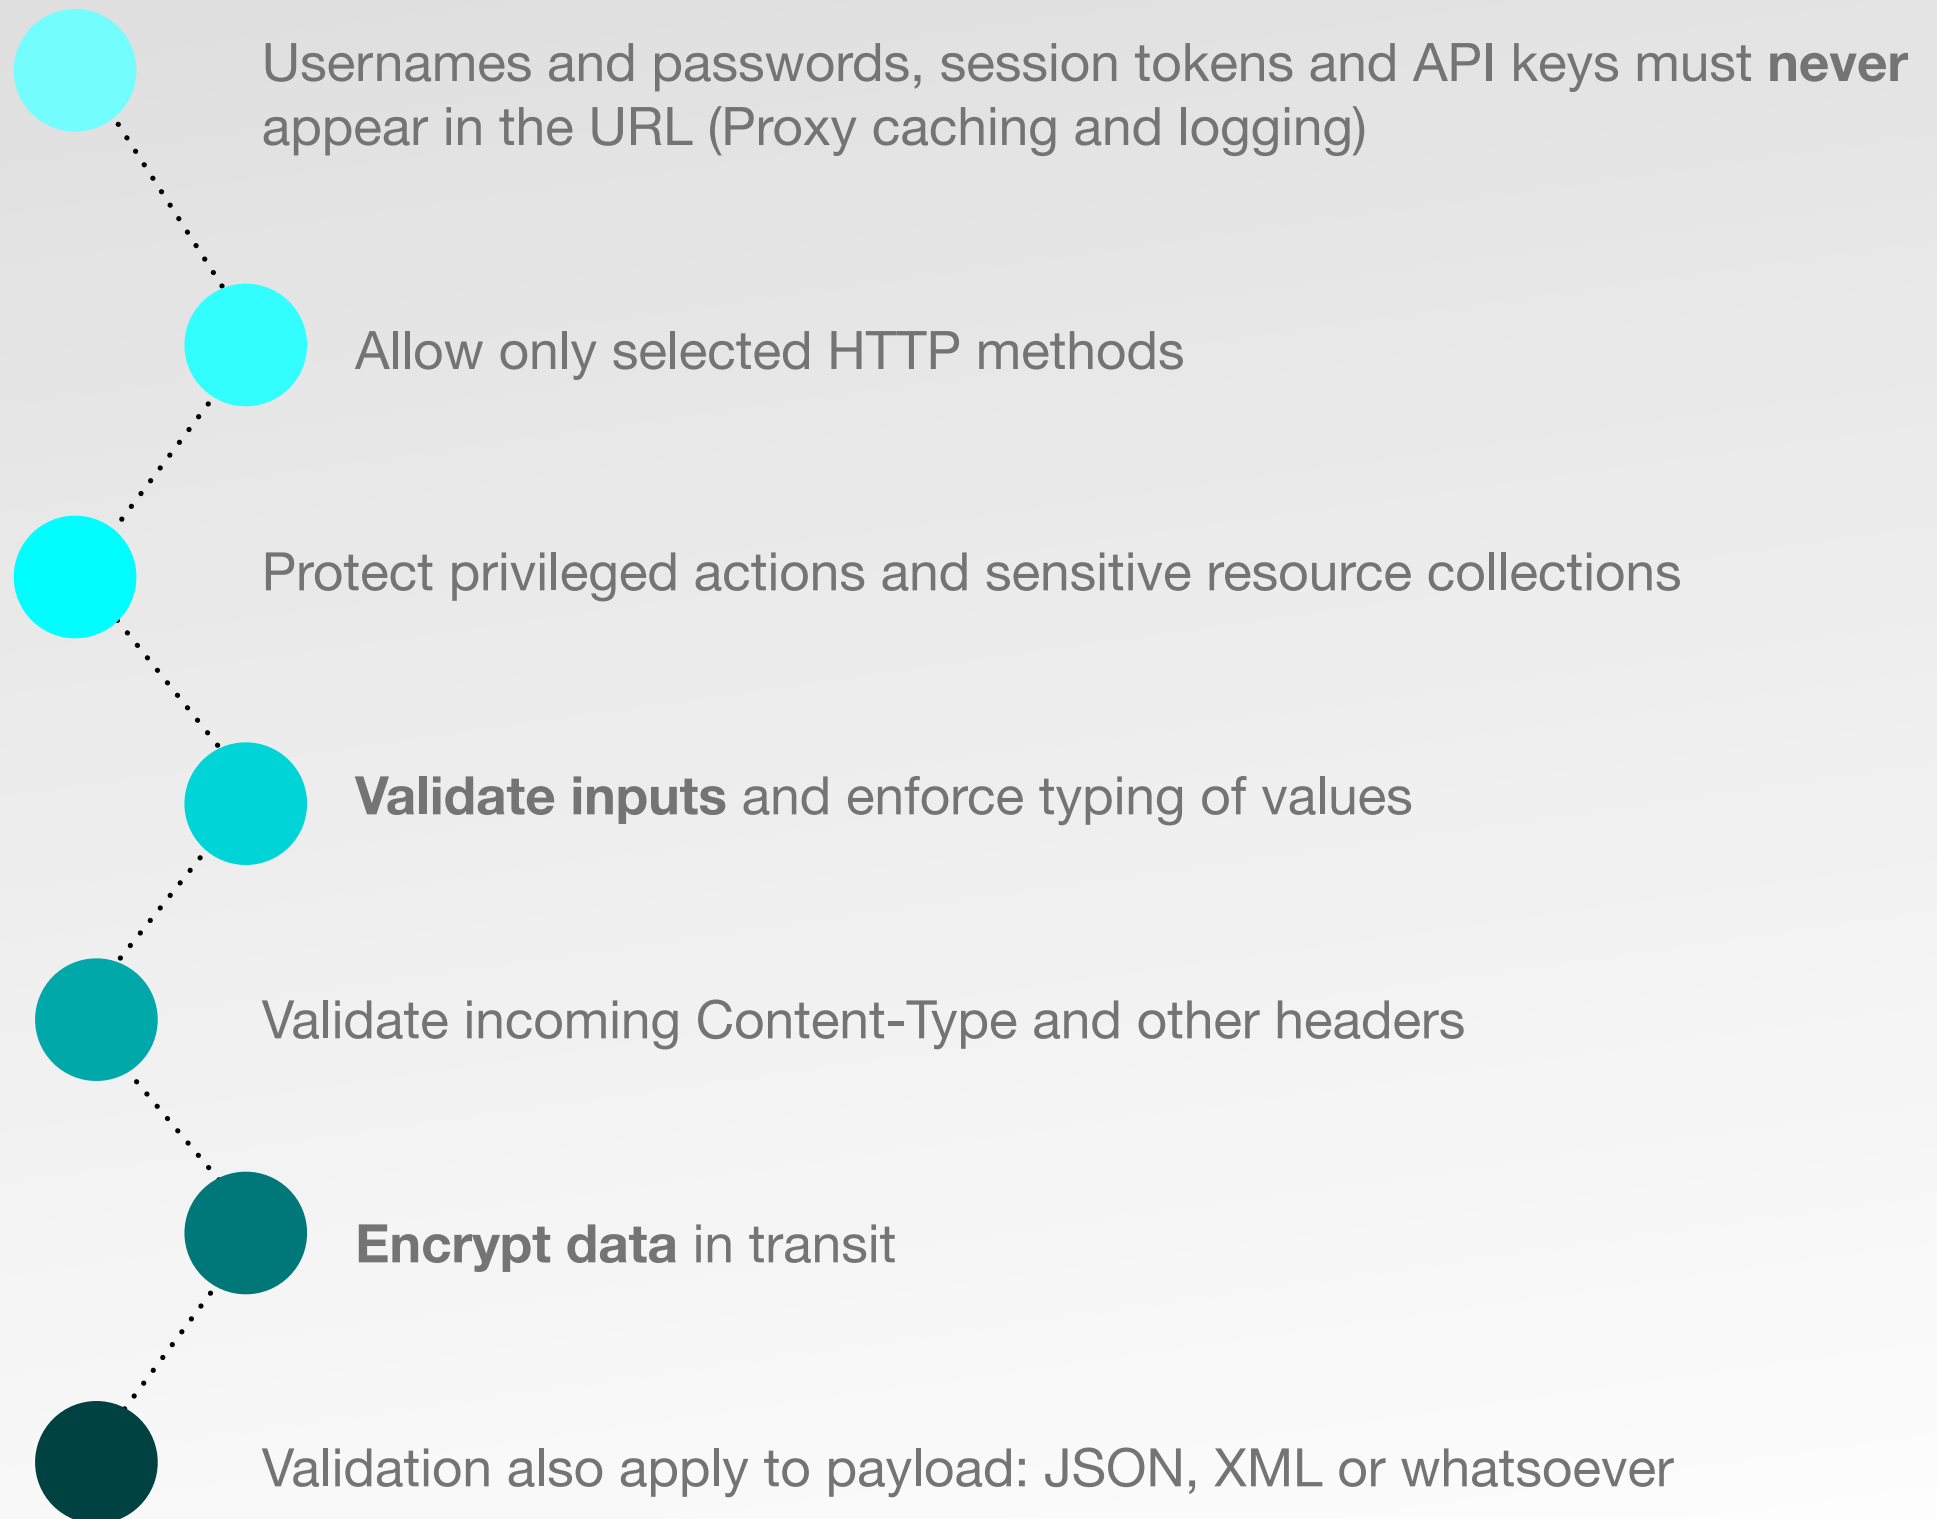 Usernames and passwords, session tokens and API keys must never
appear in the URL (Proxy caching and logging)
Allow only selected HTTP methods
Protect privileged actions and sensitive resource collections
Validate inputs and enforce typing of values
Validate incoming Content-Type and other headers
Encrypt data in transit
Validation also apply to payload: JSON, XML or whatsoever